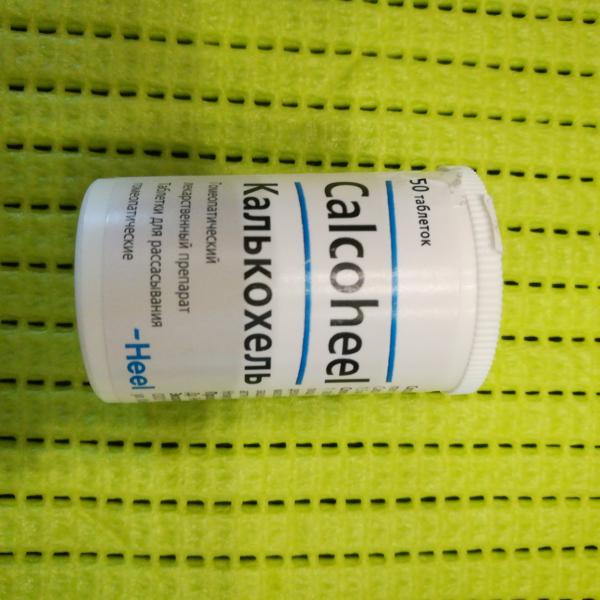 50 таблеток
Calcoheel
Калькохель
Гомеопатический
лекарственный препарат
Таблетки для рассасывания
гомеопатические
-Heel